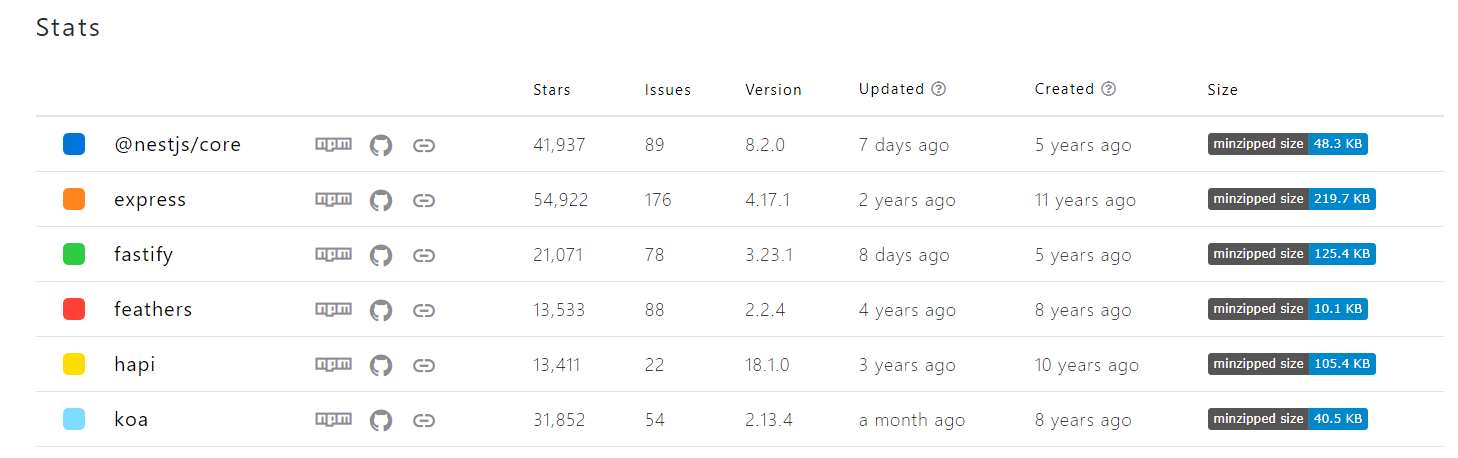 Stats
Stars Issues Version Updated ? Created ? Size
@nestjs/core npm 41,937 89 8.2.0 7 days ago 5 years ago minzipped size 48.3 KB
express npm 54,922 176 4.17.1 2 years ago 11 years ago minzipped size 219.7 KB
fastify npm 21,071 78 3.23.1 8 days ago 5 years ago minzipped size 125.4 KB
feathers npm 13,533 88 2.2.4 4 years ago 8 years ago minzipped size 10.1 KB
hapi npm 13,411 22 18.1.0 3 years ago 10 years ago minzipped size 105.4 KB
koa npm 31,852 54 2.13.4 a month ago 8 years ago minzipped size 40.5 KB